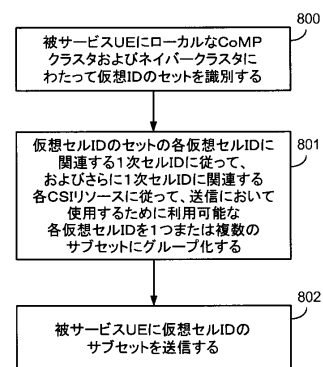 800
被サービスUEにローカルなCoMP
クラスタおよびネイバークラスタに
わたって仮想IDのセットを識別する
801
仮想セルIDのセットの各仮想セルIDに
関連する1次セルIDに従って、
およびさらに1次セルIDに関連する
各CSIリソースに従って、送信において
使用するために利用可能な
各仮想セルIDを1つまたは複数の
サブセットにグループ化する
802
被サービスUEに仮想セルIDの
サブセットを送信する